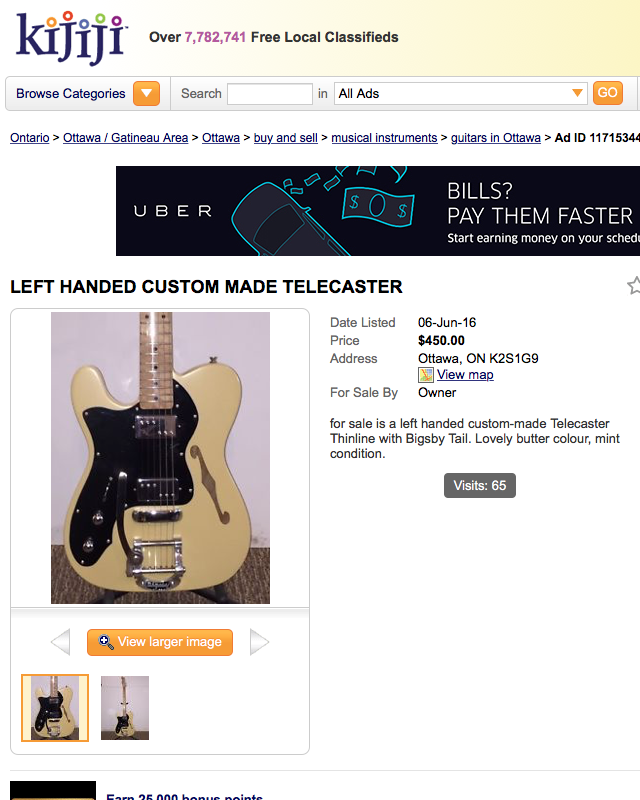 kijiji™ Over 7,782,741 Free Local Classifieds
Browse Categories Search in All Ads GO
Ontario > Ottawa / Gatineau Area > Ottawa > buy and sell > musical instruments > guitars in Ottawa > Ad ID 11715344
UBER
BILLS?
PAY THEM FASTER
Start earning money on your schedu
LEFT HANDED CUSTOM MADE TELECASTER
Date Listed 06-Jun-16
Price $450.00
Address Ottawa, ON K2S1G9
View map
For Sale By Owner
for sale is a left handed custom-made Telecaster
Thinline with Bigsby Tail. Lovely butter colour, mint
condition.
Visits: 65
View larger image
Earn 25,000 bonus points